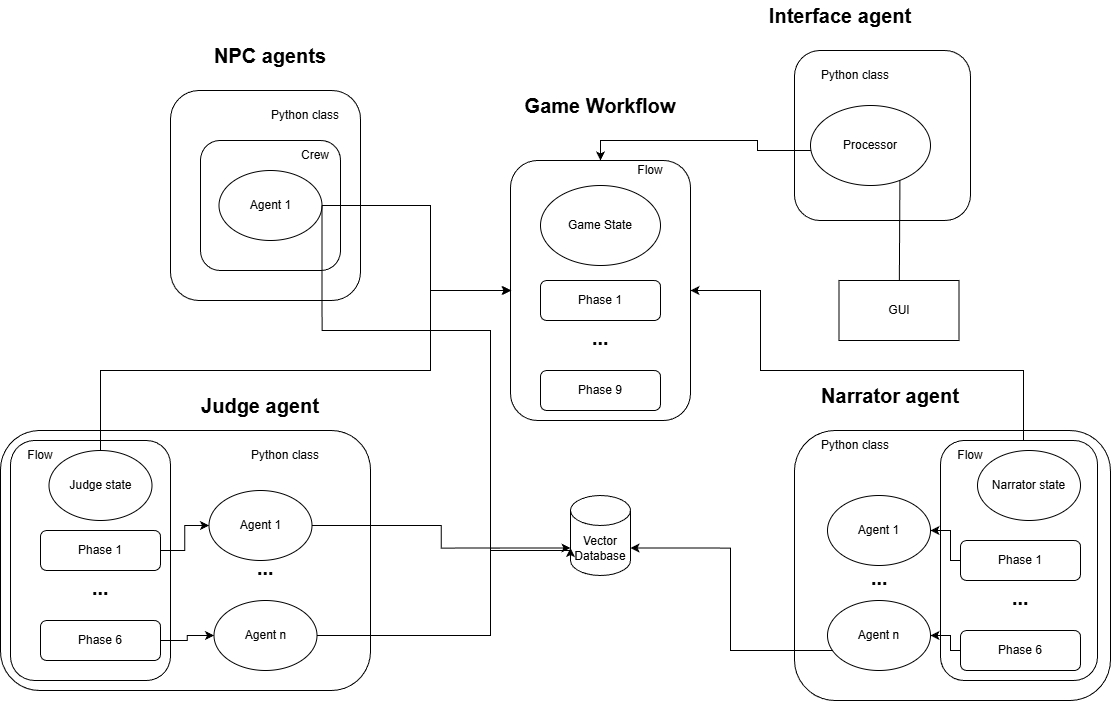 Interface agent
NPC agents
Python class
Game Workflow
Python class
Processor
Crew
Flow
Agent 1
Game State
Phase 1
GUI
...
Phase 9
Judge agent
Narrator agent
Flow
Python class
Python class
Flow
Judge state
Narrator state
Agent 1
Agent 1
Phase 1
Vector
Database
Phase 1
...
...
...
...
Phase 6
Agent n
Agent n
Phase 6